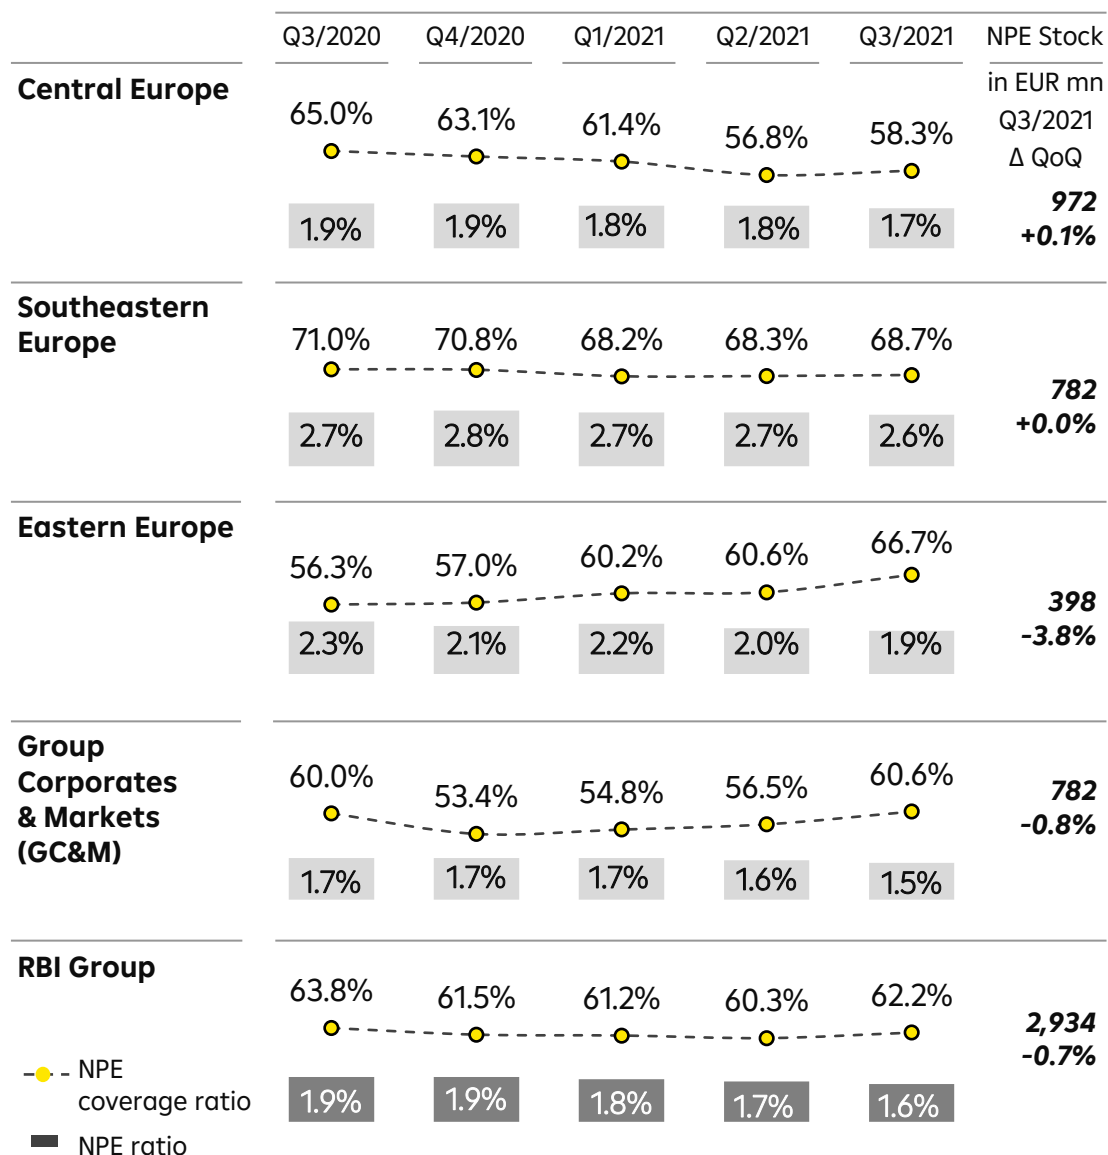 Q3/2020 Q4/2020 Q1/2021 Q2/2021 Q3/2021 NPE Stock
in EUR mn
Q3/2021
Δ QoQ
Central Europe
65.0% 63.1% 61.4% 56.8% 58.3%
1.9% 1.9% 1.8% 1.8% 1.7%
972
+0.1%
Southeastern
Europe
71.0% 70.8% 68.2% 68.3% 68.7%
2.7% 2.8% 2.7% 2.7% 2.6%
782
+0.0%
Eastern Europe
56.3% 57.0% 60.2% 60.6% 66.7%
2.3% 2.1% 2.2% 2.0% 1.9%
398
-3.8%
Group
Corporates
& Markets
(GC&M)
60.0% 53.4% 54.8% 56.5% 60.6%
1.7% 1.7% 1.7% 1.6% 1.5%
782
-0.8%
RBI Group
63.8% 61.5% 61.2% 60.3% 62.2%
1.9% 1.9% 1.8% 1.7% 1.6%
2,934
-0.7%
NPE
coverage ratio
NPE ratio